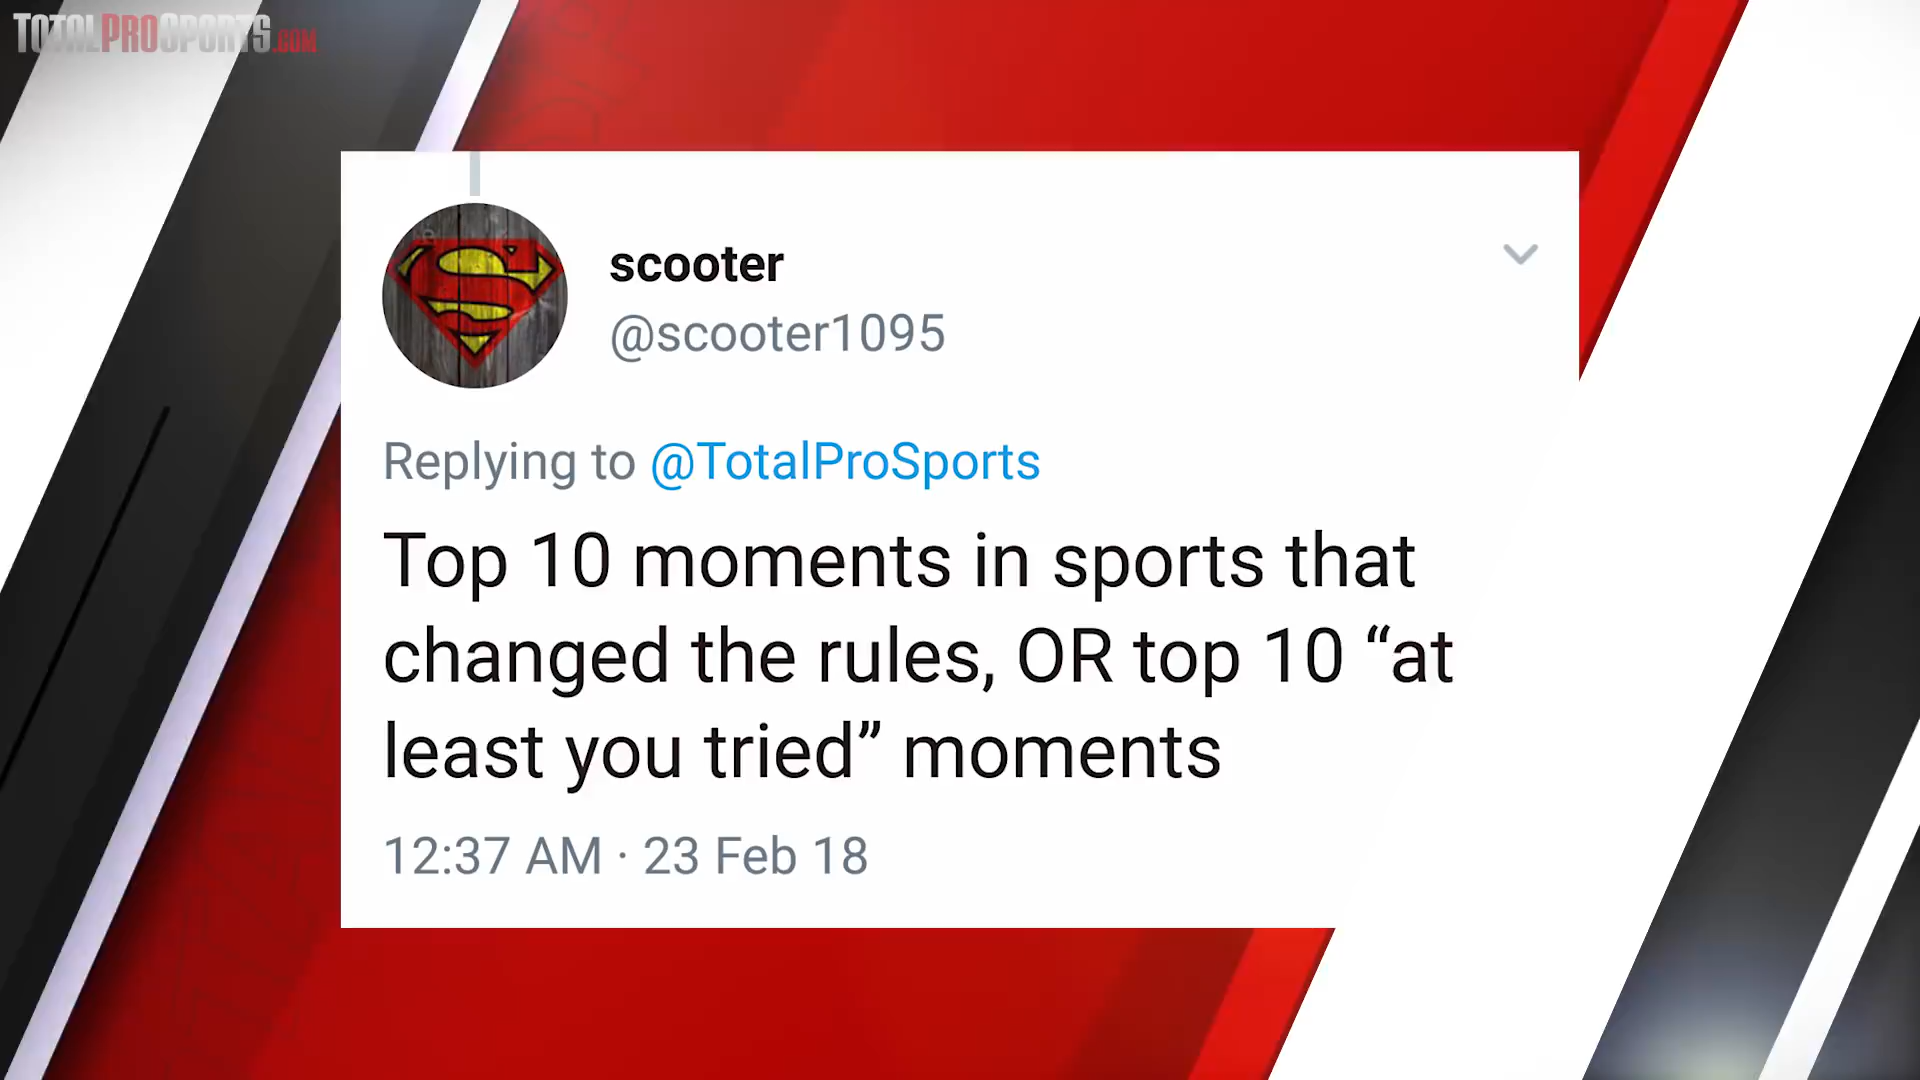 TOTALPROSPORTS.COM
scooter
@scooter1095
Replying to @TotalProSports
Top 10 moments in sports that
changed the rules, OR top 10 “at
least you tried” moments
12:37 AM · 23 Feb 18